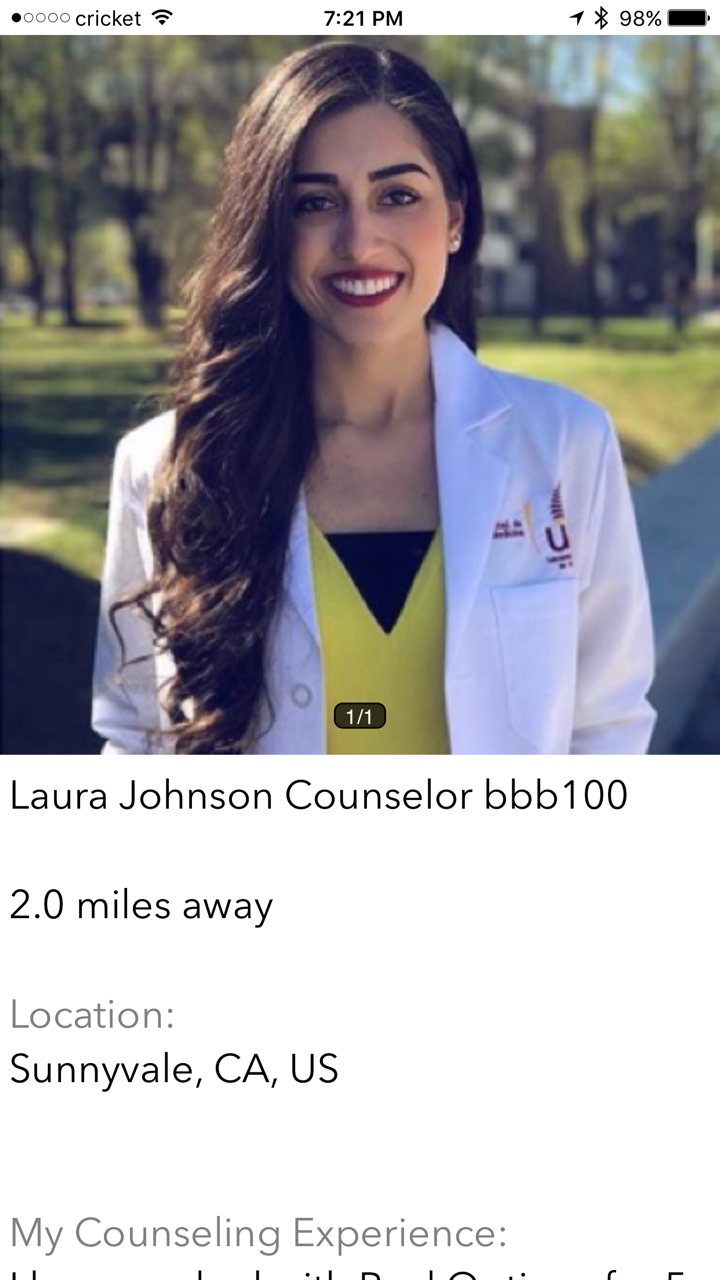 cricket 7:21 PM 98%
U
1/1
Laura Johnson Counselor bbb100
2.0 miles away
Location:
Sunnyvale, CA, US
My Counseling Experience: